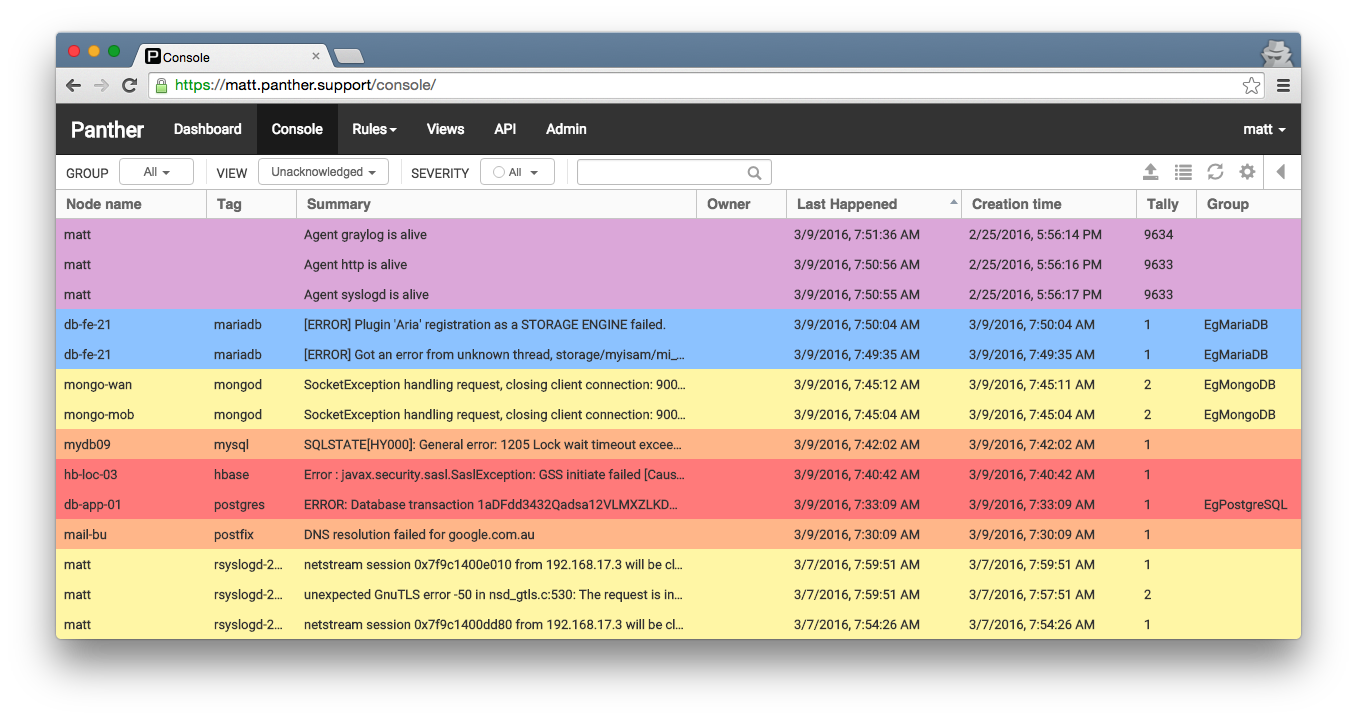 Console
https://matt.panther.support/console/
Panther Dashboard Console Rules Views API Admin matt
GROUP All VIEW Unacknowledged SEVERITY All
Node name Tag Summary Owner Last Happened Creation time Tally Group
matt Agent graylog is alive 3/9/2016, 7:51:36 AM 2/25/2016, 5:56:14 PM 9634
matt Agent http is alive 3/9/2016, 7:50:56 AM 2/25/2016, 5:56:16 PM 9633
matt Agent syslogd is alive 3/9/2016, 7:50:55 AM 2/25/2016, 5:56:17 PM 9633
db-fe-21 mariadb [ERROR] Plugin 'Aria' registration as a STORAGE ENGINE failed. 3/9/2016, 7:50:04 AM 3/9/2016, 7:50:04 AM 1 EgMariaDB
db-fe-21 mariadb [ERROR] Got an error from unknown thread, storage/myisam/mi_... 3/9/2016, 7:49:35 AM 3/9/2016, 7:49:35 AM 1 EgMariaDB
mongo-wan mongod SocketException handling request, closing client connection: 900... 3/9/2016, 7:45:12 AM 3/9/2016, 7:45:11 AM 2 EgMongoDB
mongo-mob mongod SocketException handling request, closing client connection: 900... 3/9/2016, 7:45:04 AM 3/9/2016, 7:45:04 AM 2 EgMongoDB
mydb09 mysql SQLSTATE[HY000]: General error: 1205 Lock wait timeout excee... 3/9/2016, 7:42:02 AM 3/9/2016, 7:42:02 AM 1
hb-loc-03 hbase Error : javax.security.sasl.SaslException: GSS initiate failed [Caus... 3/9/2016, 7:40:42 AM 3/9/2016, 7:40:42 AM 1
db-app-01 postgres ERROR: Database transaction 1aDFdd3432Qadsa12VLMXZLKD... 3/9/2016, 7:33:09 AM 3/9/2016, 7:33:09 AM 1 EgPostgreSQL
mail-bu postfix DNS resolution failed for google.com.au 3/9/2016, 7:30:09 AM 3/9/2016, 7:30:09 AM 1
matt rsyslogd-2... netstream session 0x7f9c1400e010 from 192.168.17.3 will be cl... 3/7/2016, 7:59:51 AM 3/7/2016, 7:59:51 AM 1
matt rsyslogd-2... unexpected GnuTLS error -50 in nsd_gtls.c:530: The request is in... 3/7/2016, 7:59:51 AM 3/7/2016, 7:57:51 AM 2
matt rsyslogd-2... netstream session 0x7f9c1400dd80 from 192.168.17.3 will be cl... 3/7/2016, 7:54:26 AM 3/7/2016, 7:54:26 AM 1